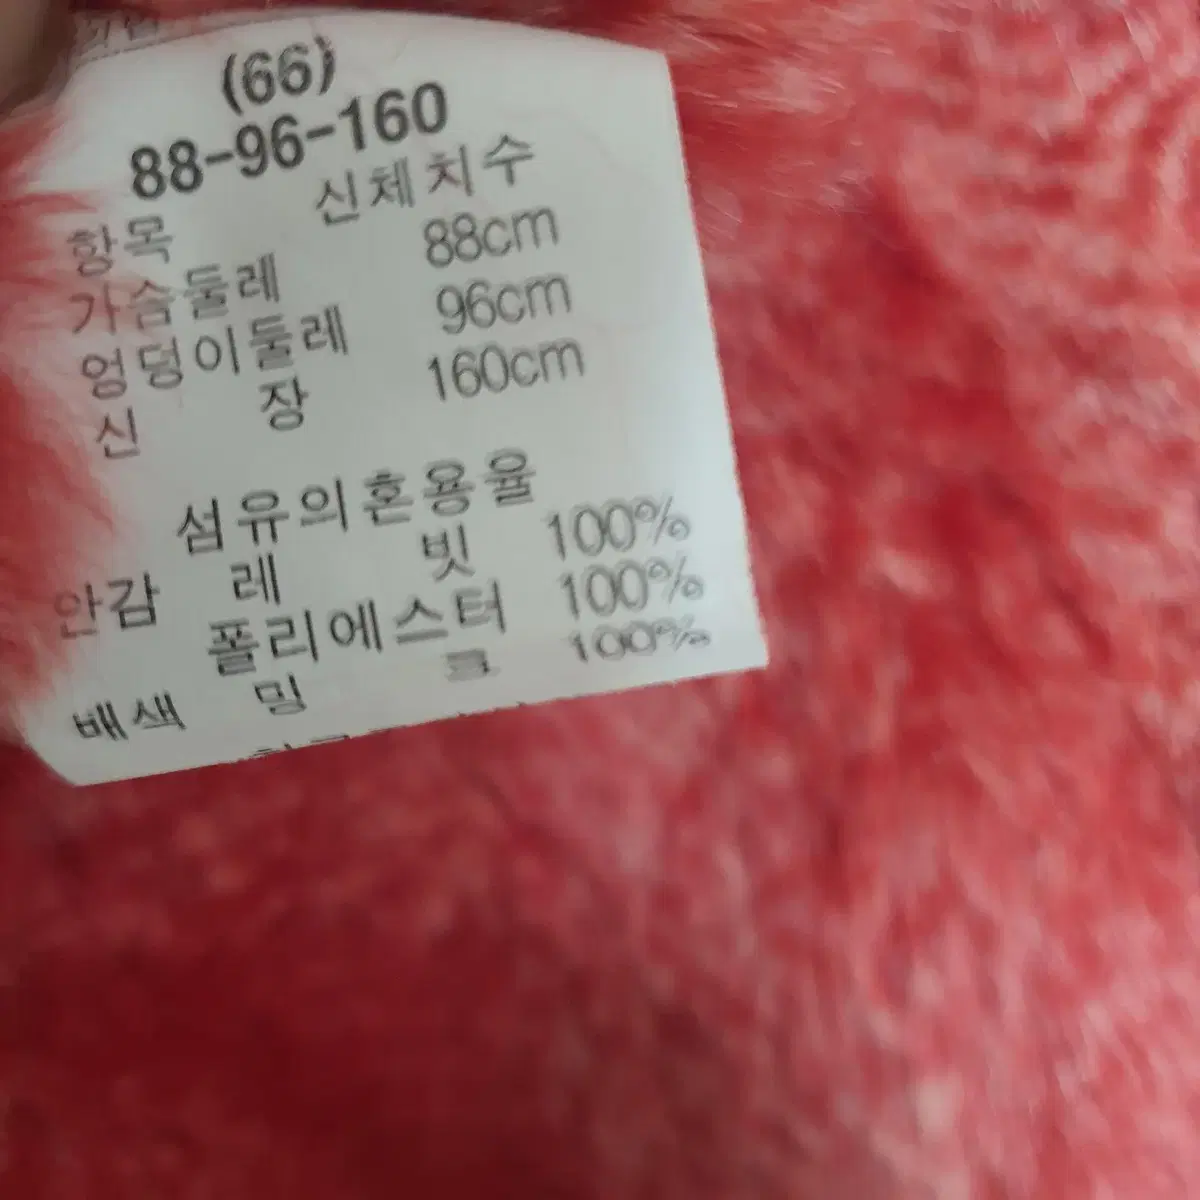 (66)
88-96-160
항목 신체치수
가슴둘레 88cm
엉덩이둘레 96cm
신 장 160cm
섬유의혼용율
레 빗 100%
안감 폴리에스터 100%
배색 밍 크 100%